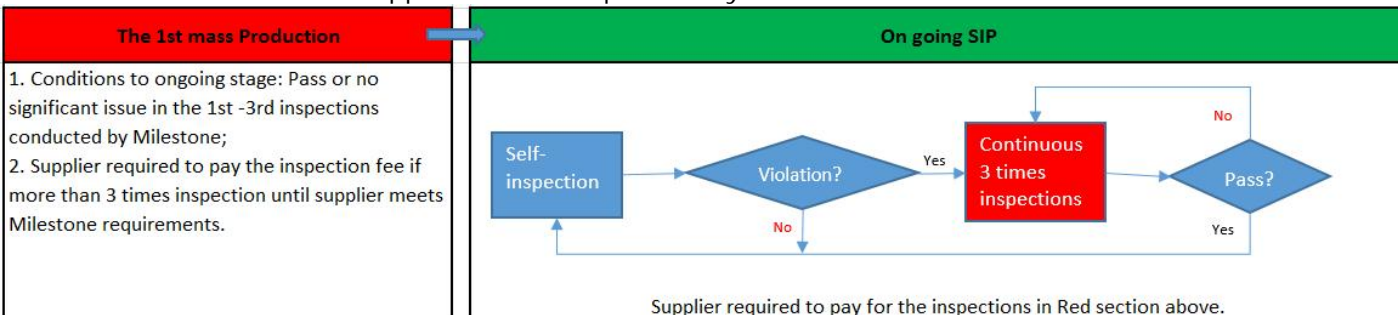 The 1st mass Production
On going SIP
1. Conditions to ongoing stage: Pass or no
significant issue in the 1st -3rd inspections
conducted by Milestone;
2. Supplier required to pay the inspection fee if
more than 3 times inspection until supplier meets
Milestone requirements.
Self-
inspection
Violation?
Yes
No
Continuous
3 times
inspections
Pass?
No
Yes
Supplier required to pay for the inspections in Red section above.